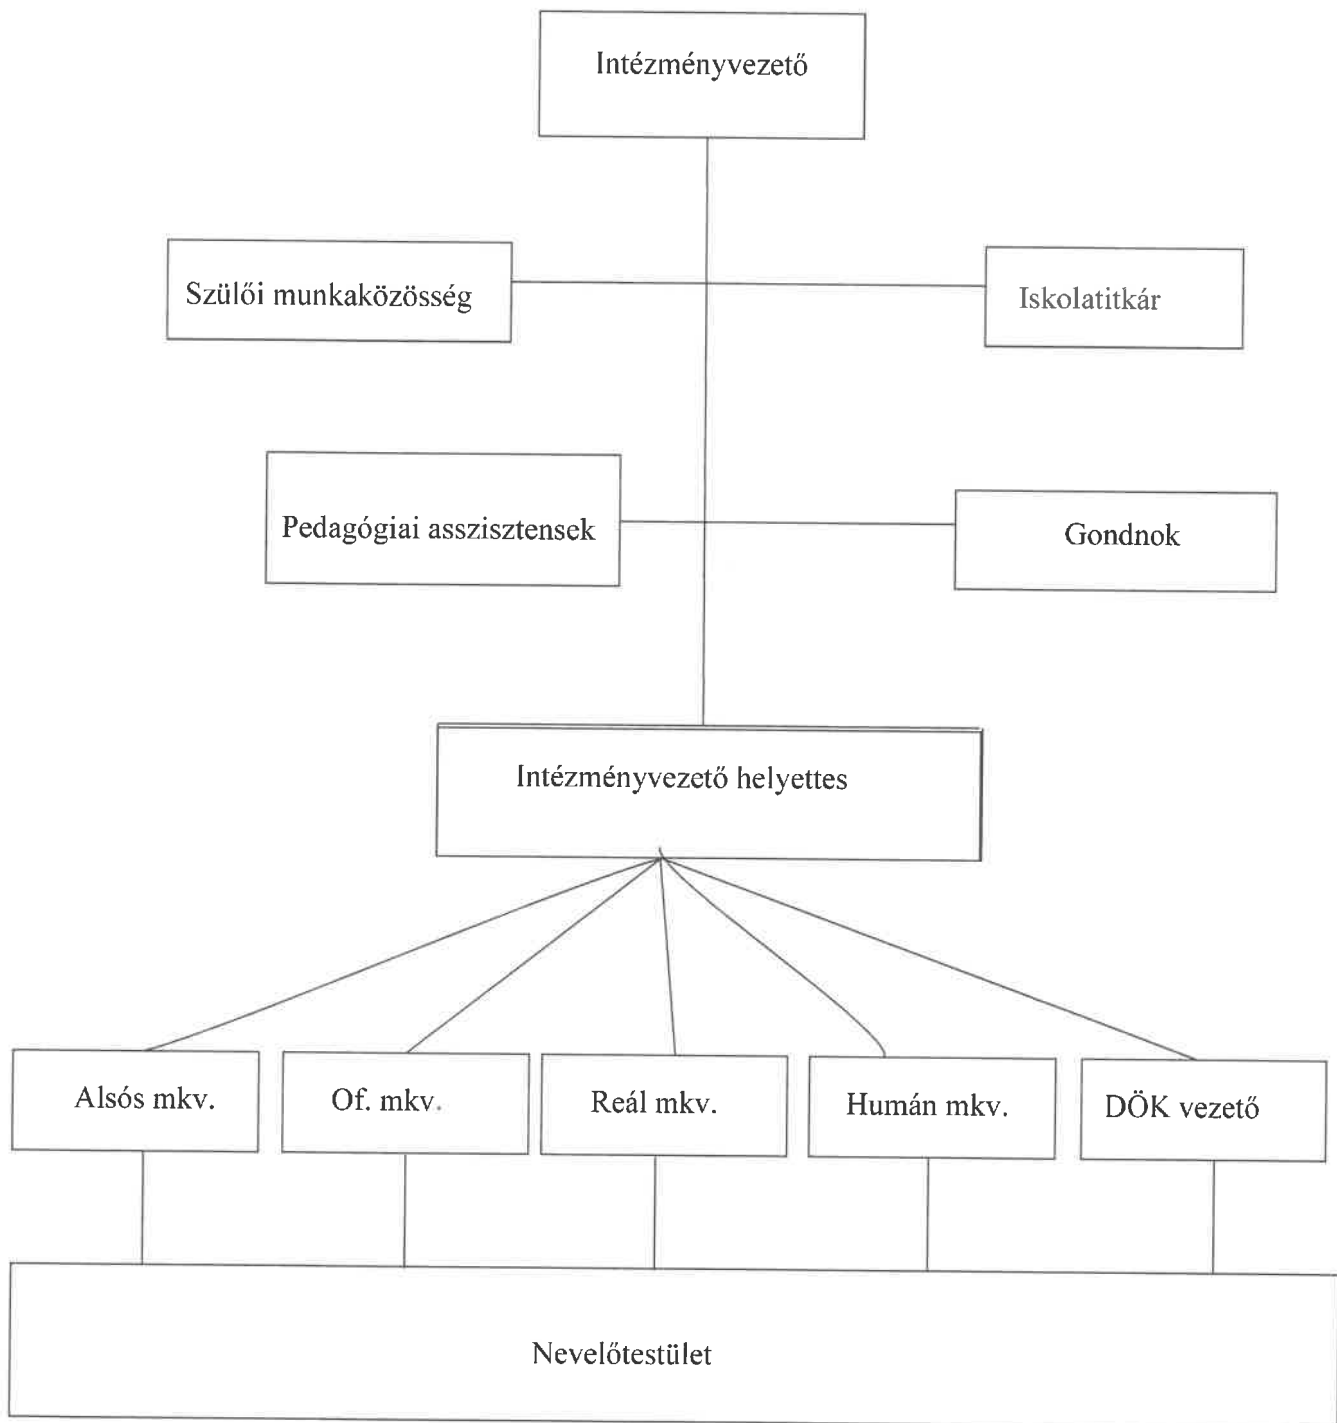 Intézményvezető
Szülői munkaközösség
Iskolatitkár
Pedagógiai asszisztensek
Gondnok
Intézményvezető helyettes
Alsós mkv.
Of. mkv.
Reál mkv.
Humán mkv.
DÖK vezető
Nevelőtestület